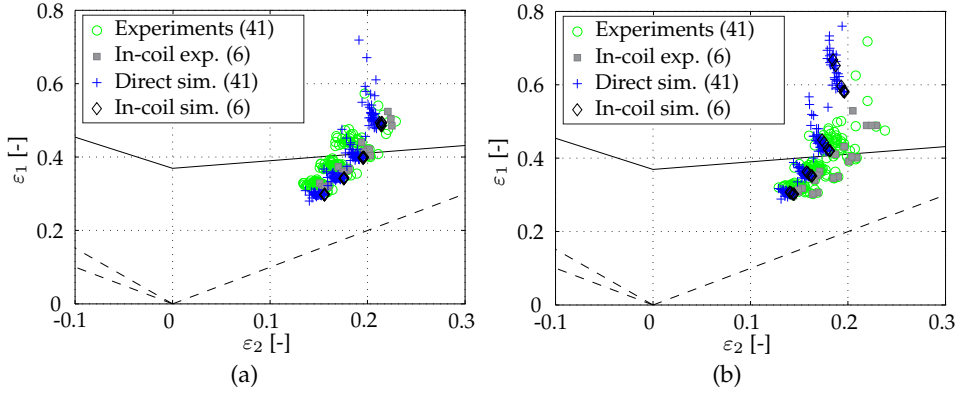 0.8
0.6
0.4
0.2
0
ε₁ [-]
-0.1 0 0.1 0.2 0.3
ε₂ [-]
Experiments (41)
In-coil exp. (6)
Direct sim. (41)
In-coil sim. (6)
(a)
0.8
0.6
0.4
0.2
0
ε₁ [-]
-0.1 0 0.1 0.2 0.3
ε₂ [-]
Experiments (41)
In-coil exp. (6)
Direct sim. (41)
In-coil sim. (6)
(b)